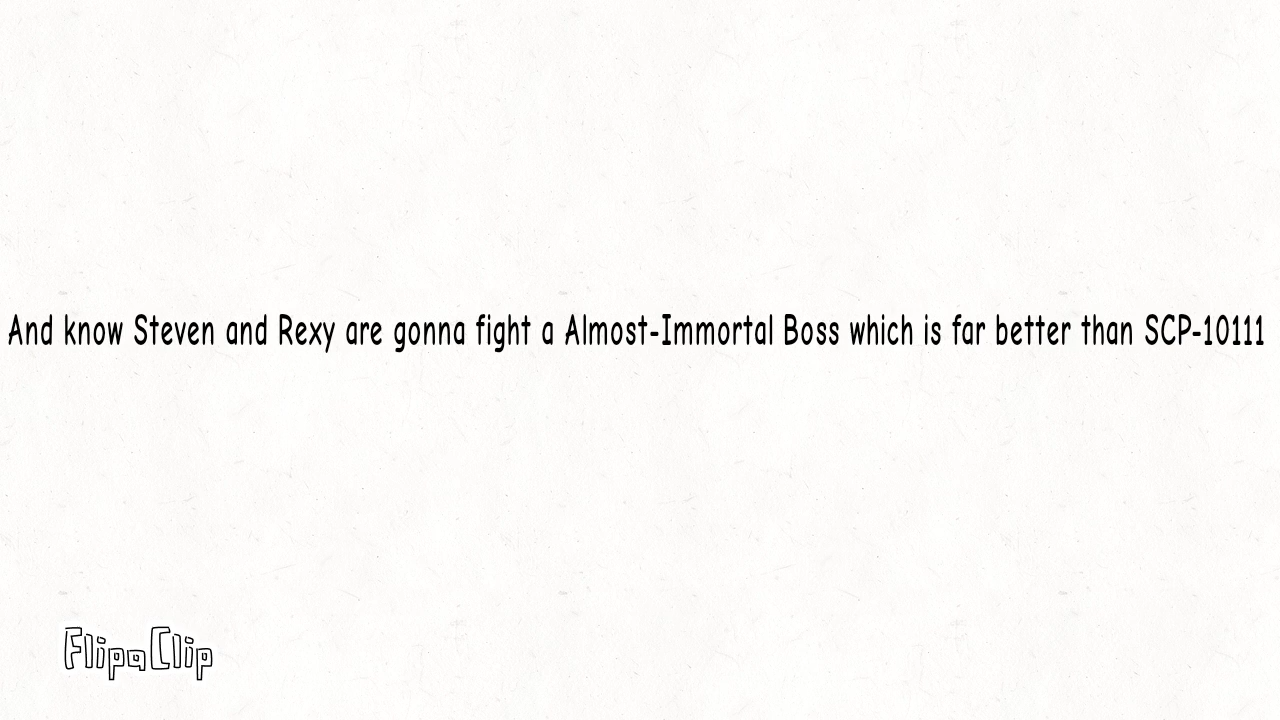 And know Steven and Rexy are gonna fight a Almost-Immortal Boss which is far better than SCP-10111
FlipaClip